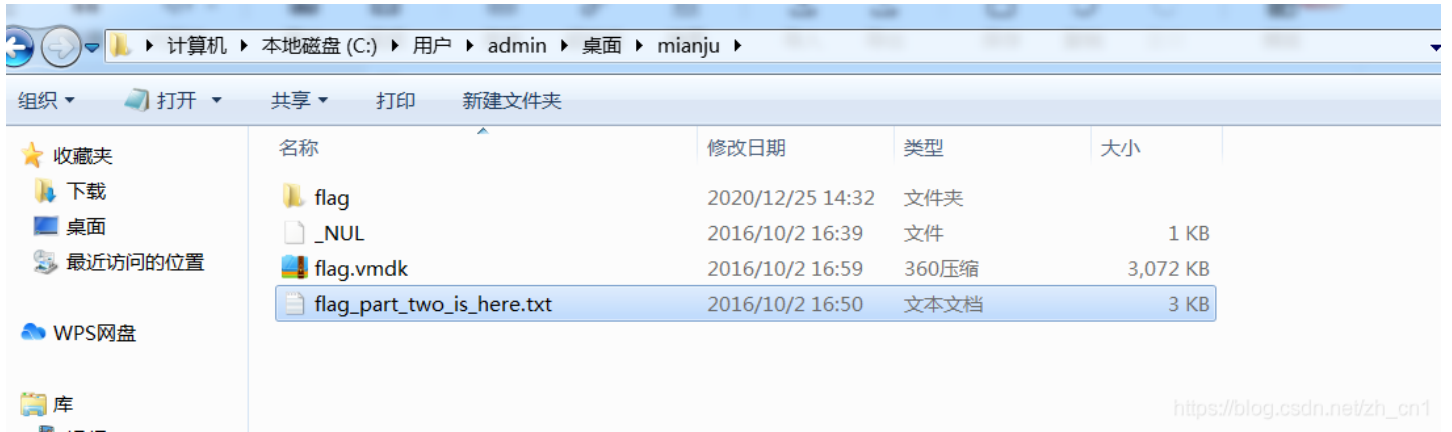 计算机 本地磁盘 (C:) 用户 admin 桌面 mianju
组织 打开 共享 打印 新建文件夹
名称 修改日期 类型 大小
收藏夹
下载
桌面
最近访问的位置
WPS网盘
库
flag 2020/12/25 14:32 文件夹
_NUL 2016/10/2 16:39 文件 1 KB
flag.vmdk 2016/10/2 16:59 360压缩 3,072 KB
flag_part_two_is_here.txt 2016/10/2 16:50 文本文档 3 KB
https://blog.csdn.net/zh_cn1